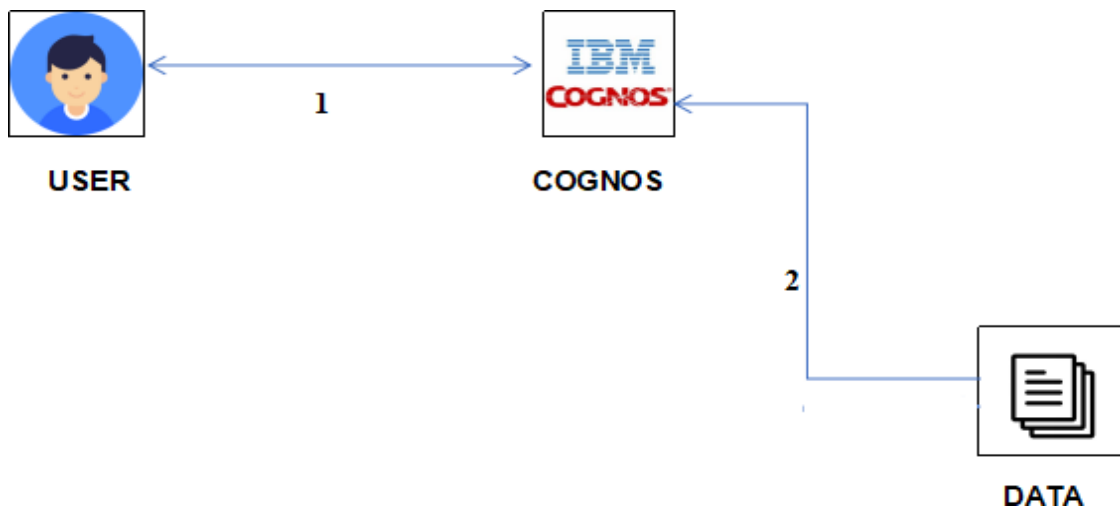 IBM
COGNOS
1
USER
COGNOS
2
DATA